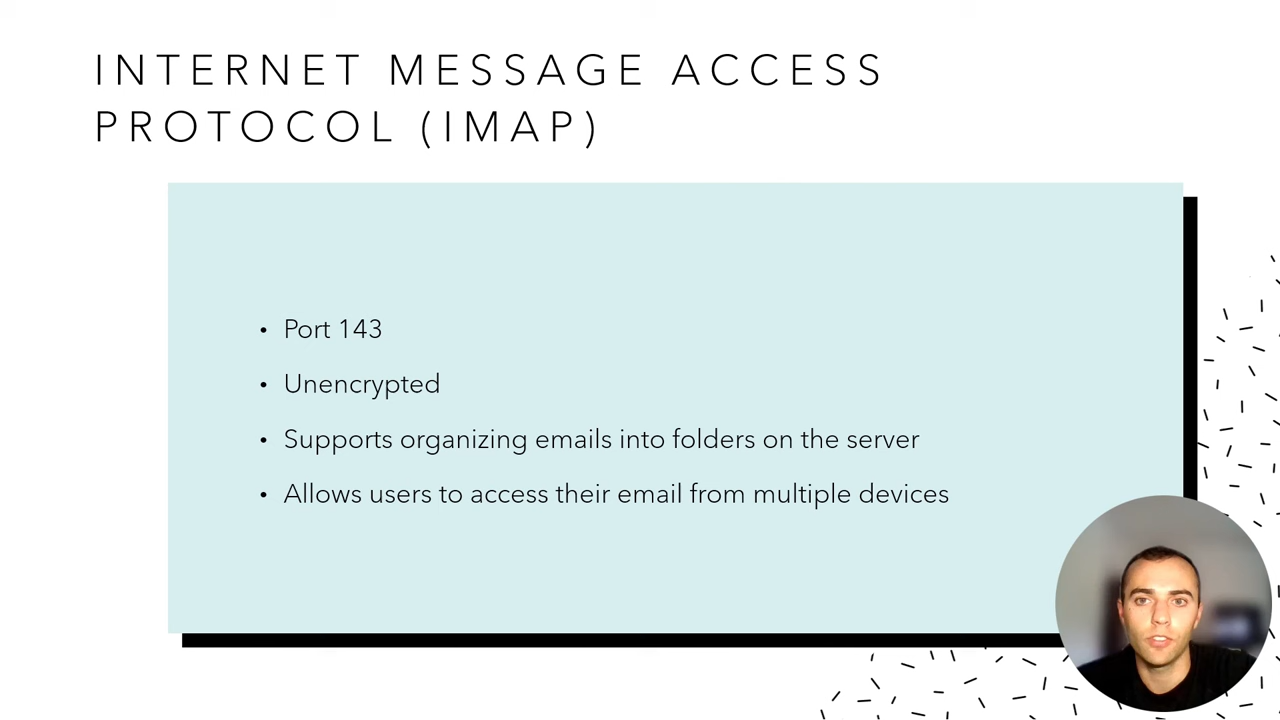 INTERNET MESSAGE ACCESS
PROTOCOL (IMAP)
• Port 143
• Unencrypted
• Supports organizing emails into folders on the server
• Allows users to access their email from multiple devices